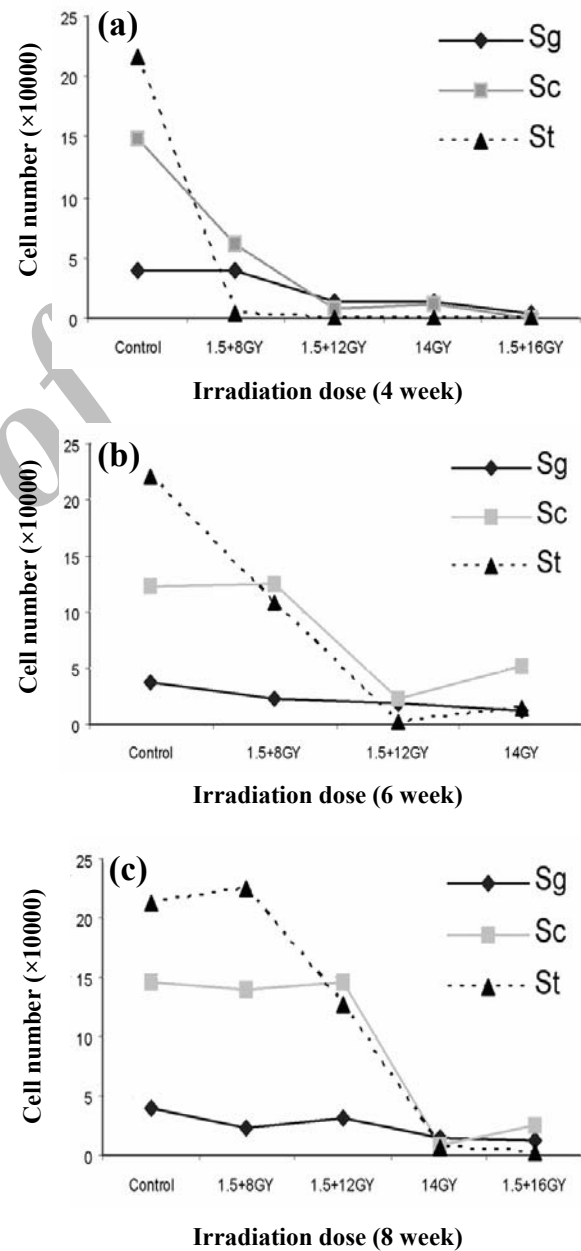 (a)
Sg
Sc
St
Cell number (×10000)
25
20
15
10
5
0
Control 1.5+8GY 1.5+12GY 14GY 1.5+16GY
Irradiation dose (4 week)
of
(b)
Sg
Sc
St
Cell number (×10000)
25
20
15
10
5
0
Control 1.5+8GY 1.5+12GY 14GY
Irradiation dose (6 week)
(c)
Sg
Sc
St
Cell number (×10000)
25
20
15
10
5
0
Control 1.5+8GY 1.5+12GY 14GY 1.5+16GY
Irradiation dose (8 week)